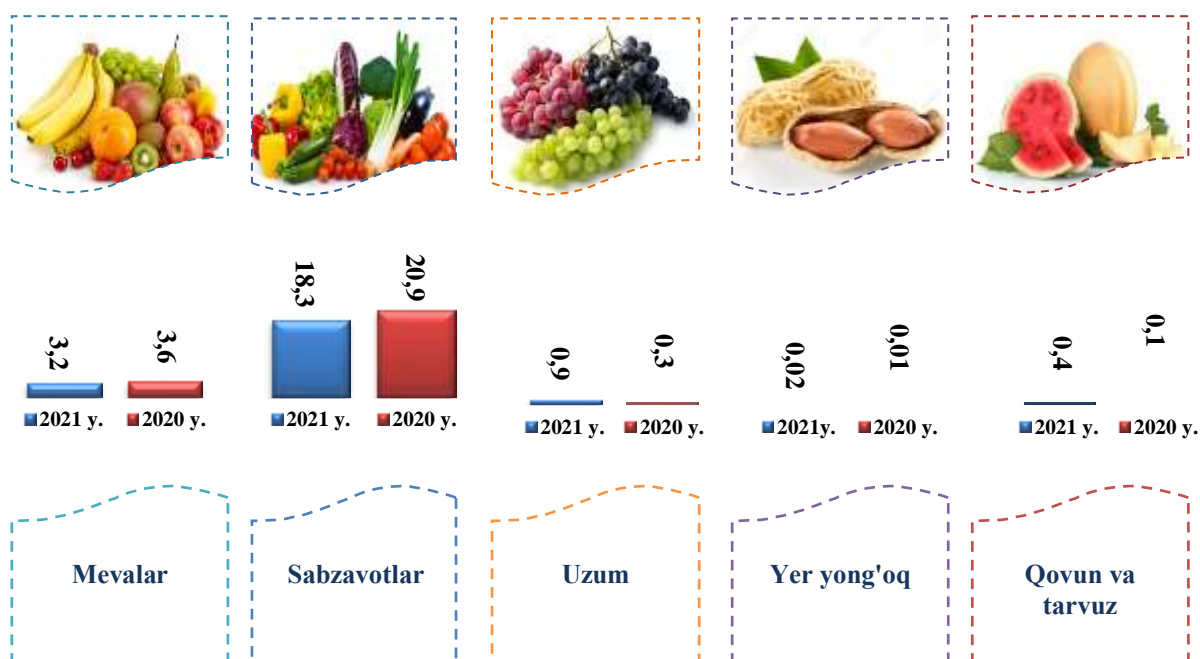 3,2
3,6
2021 y.
2020 y.
18,3
20,9
2021 y.
2020 y.
0,9
0,3
2021 y.
2020 y.
0,02
0,01
2021y.
2020 y.
0,4
0,1
2021 y.
2020 y.
Mevalar
Sabzavotlar
Uzum
Yer yong'oq
Qovun va
tarvuz